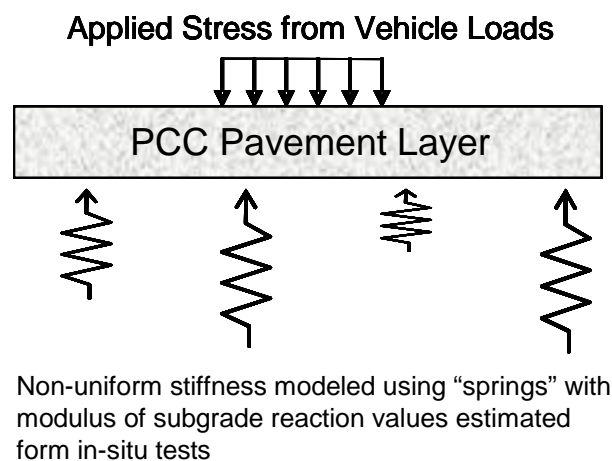 Applied Stress from Vehicle Loads
PCC Pavement Layer
Non-uniform stiffness modeled using “springs” with
modulus of subgrade reaction values estimated
form in-situ tests